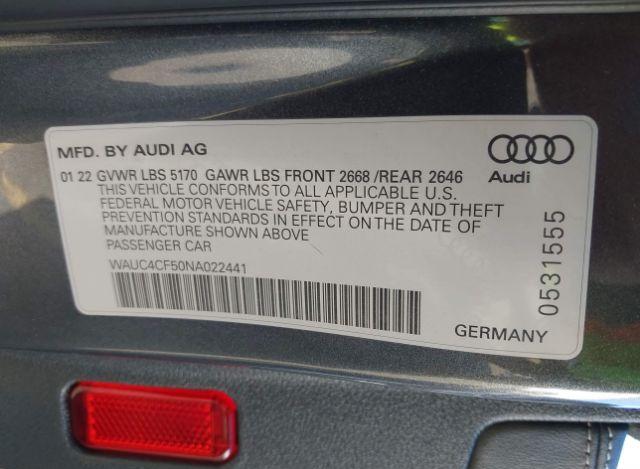 MFD. BY AUDI AG
01 22 GVWR LBS 5170 GAWR LBS FRONT 2668 /REAR 2646
THIS VEHICLE CONFORMS TO ALL APPLICABLE U.S.
FEDERAL MOTOR VEHICLE SAFETY, BUMPER AND THEFT
PREVENTION STANDARDS IN EFFECT ON THE DATE OF
MANUFACTURE SHOWN ABOVE
PASSENGER CAR
WAUC4CF50NA022441
Audi
0531555
GERMANY